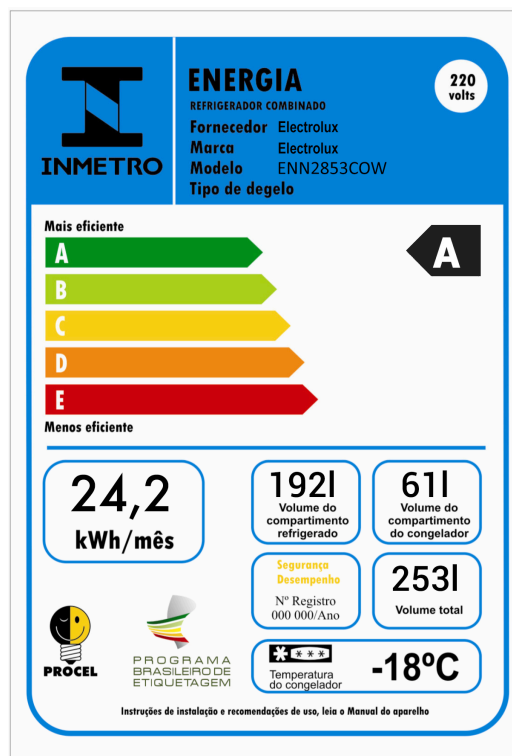 INMETRO
ENERGIA
REFRIGERADOR COMBINADO
Fornecedor Electrolux
Marca Electrolux
Modelo ENN2853COW
Tipo de degelo
220
volts
Mais eficiente
A
A
B
C
D
E
Menos eficiente
24,2
kWh/mês
192l
Volume do
compartimento
refrigerado
61l
Volume do
compartimento
do congelador
Segurança
Desempenho
Nº Registro
000 000/Ano
253l
Volume total
PROCEL
PROGRAMA
BRASILEIRO DE
ETIQUETAGEM
Temperatura
do congelador
-18ºC
Instruções de instalação e recomendações de uso, leia o Manual do aparelho